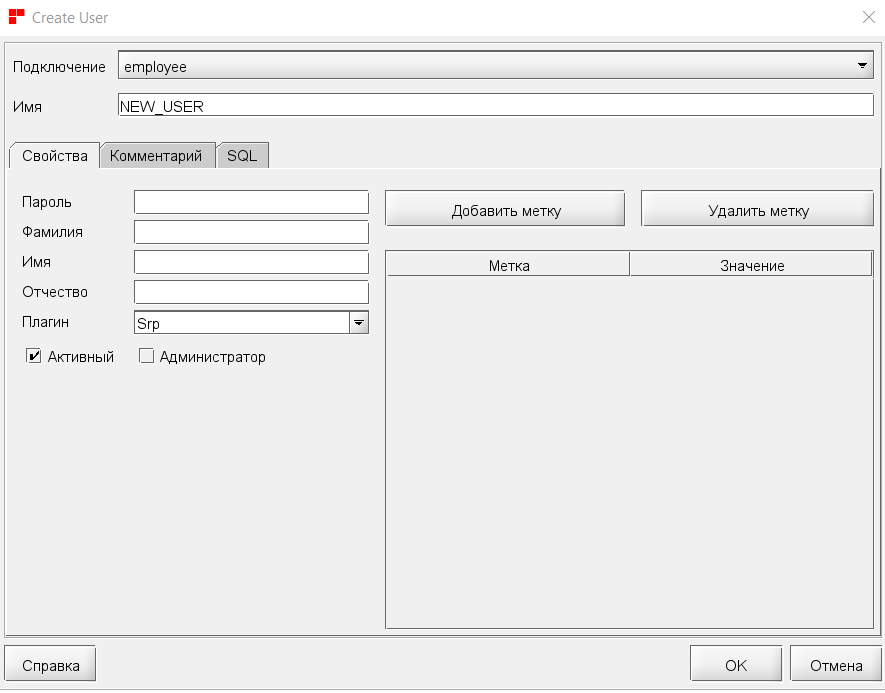 Create User
Подключение employee
Имя NEW_USER
Свойства Комментарий SQL
Пароль Добавить метку Удалить метку
Фамилия
Имя Метка Значение
Отчество
Плагин Srp
Активный Администратор
Справка OK Отмена